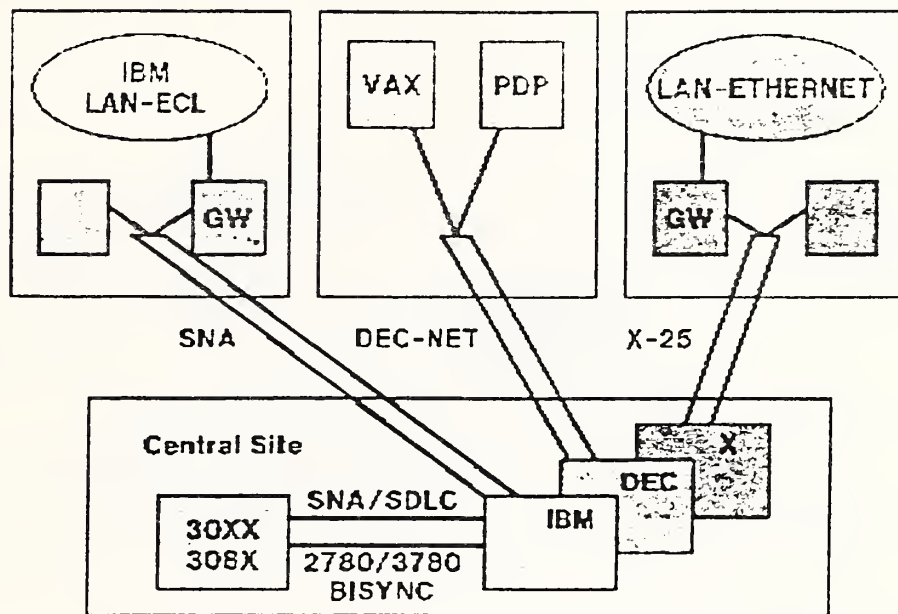 IBM
LAN-ECL
GW
VAX
PDP
LAN-ETHERNET
GW
SNA
DEC-NET
X-25
Central Site
30XX
308X
SNA/SDLC
2780/3780
BISYNC
IBM
DEC
X